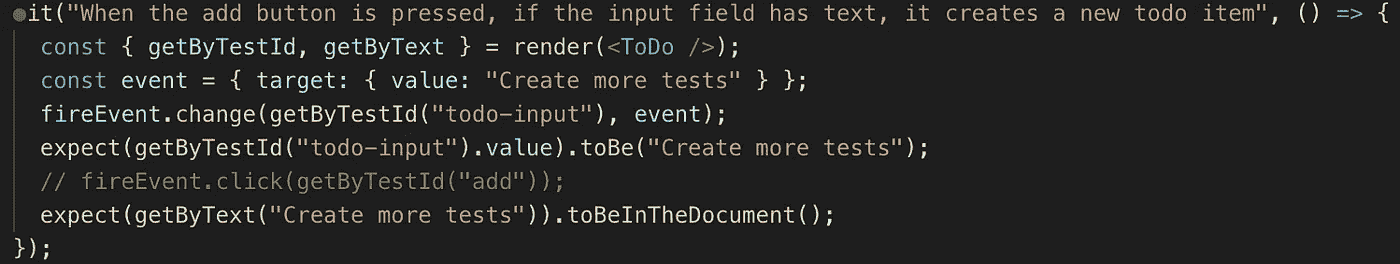 it("When the add button is pressed, if the input field has text, it creates a new todo item", () => {
const { getByTestId, getByText } = render(<ToDo />);
const event = { target: { value: "Create more tests" } };
fireEvent.change(getByTestId("todo-input"), event);
expect(getByTestId("todo-input").value).toBe("Create more tests");
// fireEvent.click(getByTestId("add"));
expect(getByText("Create more tests")).toBeInTheDocument();
});